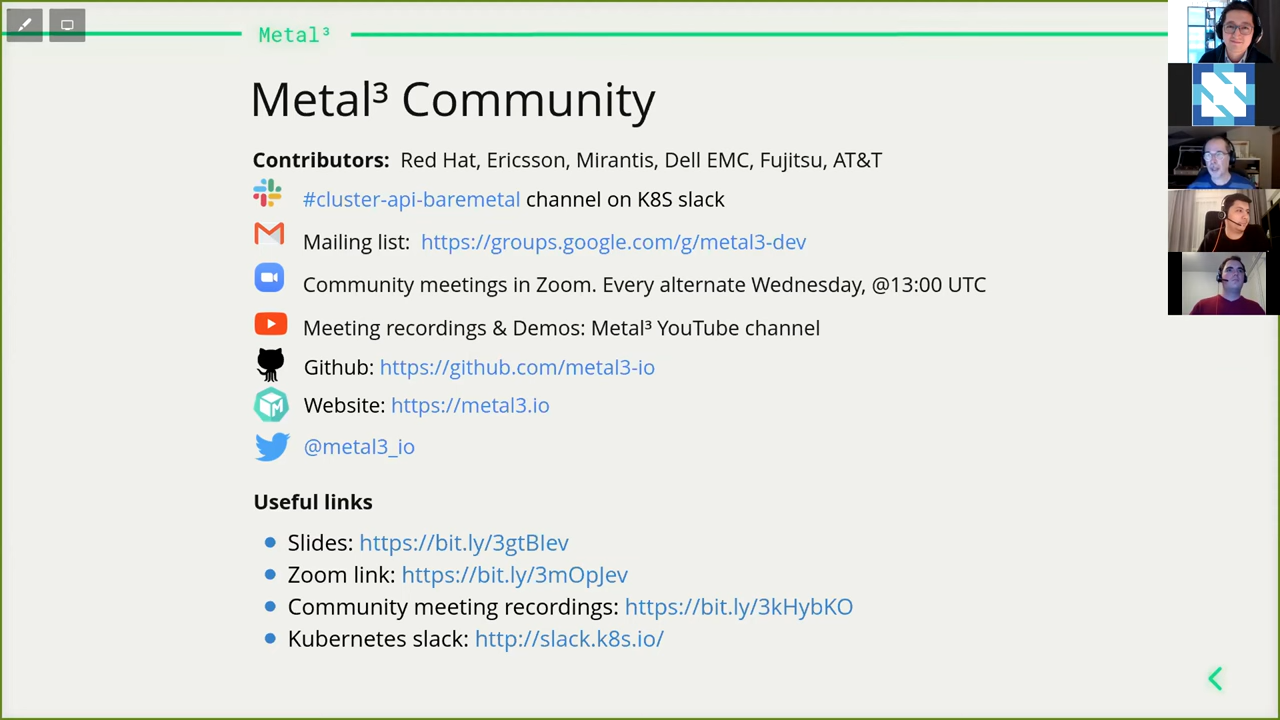 Metal³
Metal³ Community
Contributors: Red Hat, Ericsson, Mirantis, Dell EMC, Fujitsu, AT&T
#cluster-api-baremetal channel on K8S slack
Mailing list: https://groups.google.com/g/metal3-dev
Community meetings in Zoom. Every alternate Wednesday, @13:00 UTC
Meeting recordings & Demos: Metal³ YouTube channel
Github: https://github.com/metal3-io
Website: https://metal3.io
@metal3_io
Useful links
Slides: https://bit.ly/3gtBIev
Zoom link: https://bit.ly/3mOpJev
Community meeting recordings: https://bit.ly/3kHybKO
Kubernetes slack: http://slack.k8s.io/